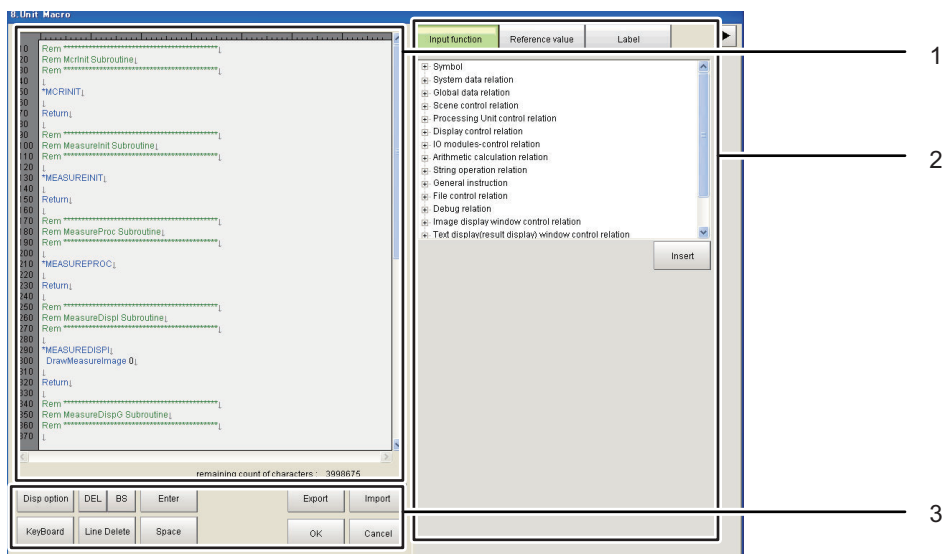 8.Unit Macro
10 Rem ****************************************↓
20 Rem McrInit Subroutine↓
30 Rem ****************************************↓
40 ↓
50 *MCRINIT↓
60 ↓
70 Return↓
80 ↓
90 Rem ****************************************↓
100 Rem MeasureInit Subroutine↓
110 Rem ****************************************↓
120 ↓
130 *MEASUREINIT↓
140 ↓
150 Return↓
160 ↓
170 Rem ****************************************↓
180 Rem MeasureProc Subroutine↓
190 Rem ****************************************↓
200 ↓
210 *MEASUREPROC↓
220 ↓
230 Return↓
240 ↓
250 Rem ****************************************↓
260 Rem MeasureDispI Subroutine↓
270 Rem ****************************************↓
280 ↓
290 *MEASUREDISPI↓
300 DrawMeasureImage 0↓
310 ↓
320 Return↓
330 ↓
340 Rem ****************************************↓
350 Rem MeasureDispG Subroutine↓
360 Rem ****************************************↓
370 ↓
remaining count of characters : 3998675
Disp option DEL BS Enter Export Import
KeyBoard Line Delete Space OK Cancel
Input function Reference value Label
Symbol
System data relation
Global data relation
Scene control relation
Processing Unit control relation
Display control relation
IO modules-control relation
Arithmetic calculation relation
String operation relation
General instruction
File control relation
Debug relation
Image display window control relation
Text display(result display) window control relation
Insert
1
2
3